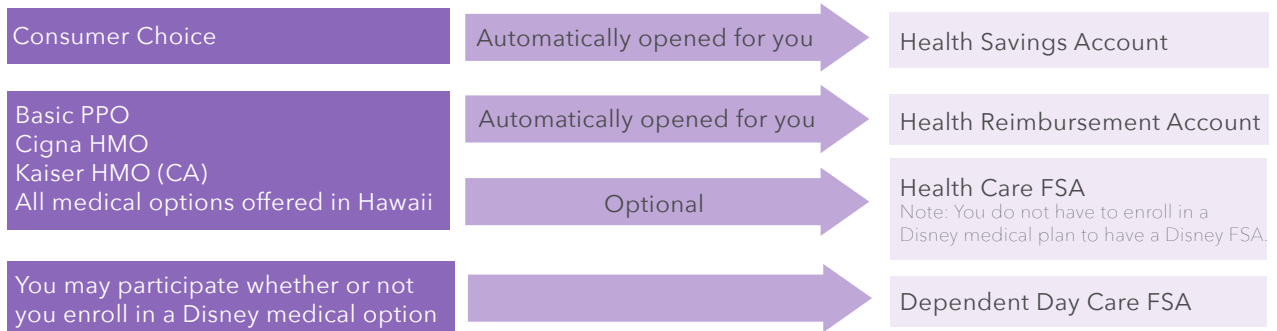 Consumer Choice
Automatically opened for you
Health Savings Account
Basic PPO
Cigna HMO
Kaiser HMO (CA)
All medical options offered in Hawaii
Automatically opened for you
Health Reimbursement Account
Optional
Health Care FSA
Note: You do not have to enroll in a
Disney medical plan to have a Disney FSA.
You may participate whether or not
you enroll in a Disney medical option
Dependent Day Care FSA